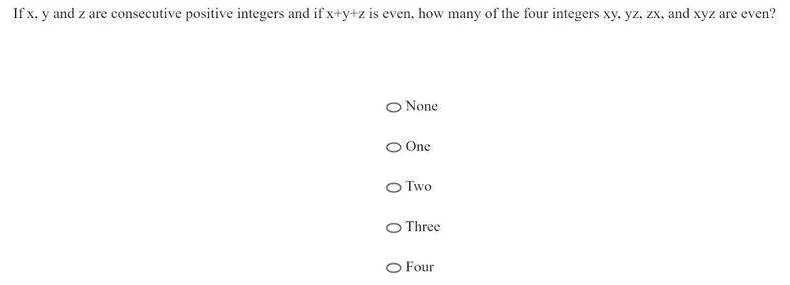 If x, y and z are consecutive positive integers and if x+y+z is even, how many of the four integers xy, yz, zx, and xyz are even?
None
One
Two
Three
Four